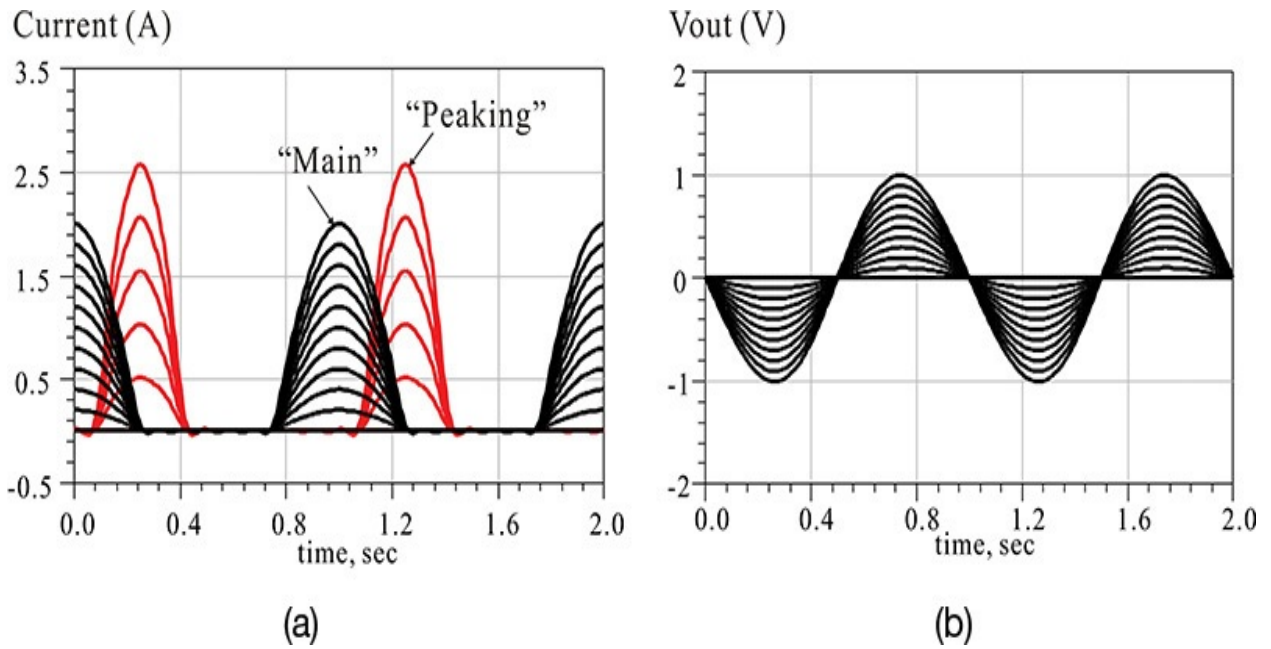 Current (A)
3.5
2.5
1.5
0.5
-0.5
0.0
0.4
0.8
1.2
1.6
2.0
time, sec
“Main”
“Peaking”
(a)
Vout (V)
2
1
0
-1
-2
0.0
0.4
0.8
1.2
1.6
2.0
time, sec
(b)